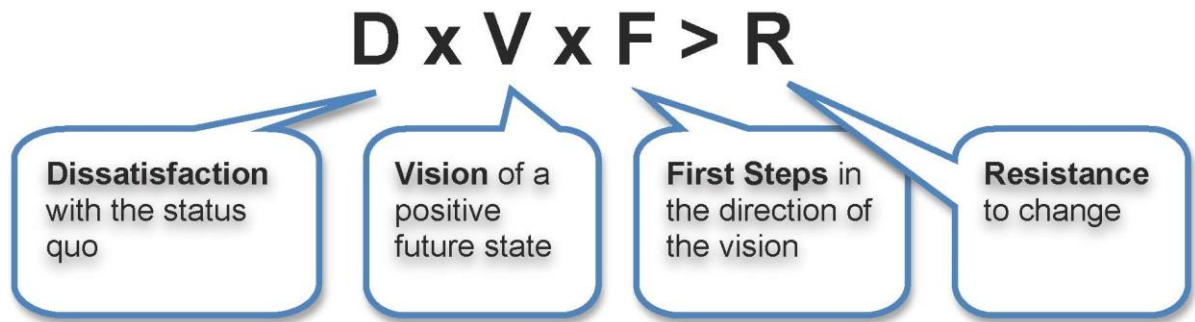 D x V x F > R
Dissatisfaction
with the status
quo
Vision of a
positive
future state
First Steps in
the direction of
the vision
Resistance
to change